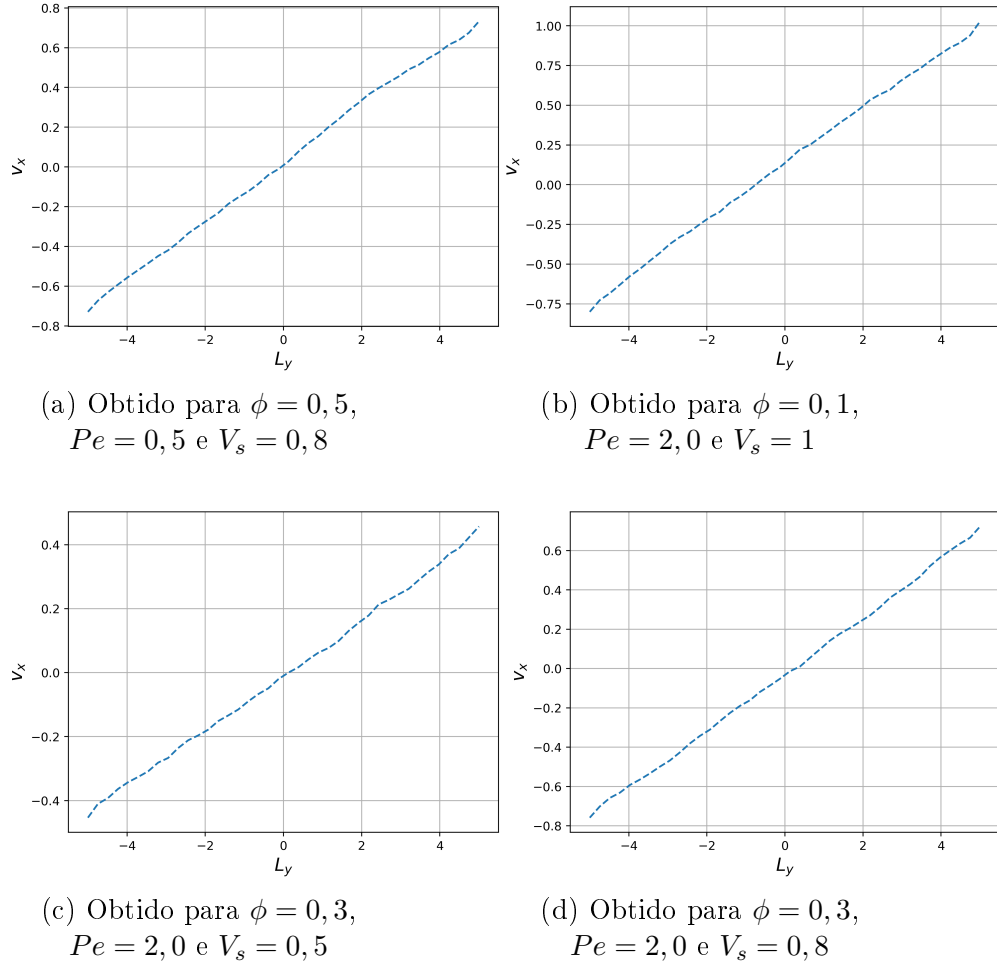 0.8
0.6
0.4
0.2
0.0
−0.2
−0.4
−0.6
−0.8
v_x
−4 −2 0 2 4
L_y
1.00
0.75
0.50
0.25
0.00
−0.25
−0.50
−0.75
v_x
−4 −2 0 2 4
L_y
(a) Obtido para ϕ = 0, 5,
Pe = 0, 5 e V_s = 0, 8
(b) Obtido para ϕ = 0, 1,
Pe = 2, 0 e V_s = 1
0.4
0.2
0.0
−0.2
−0.4
v_x
−4 −2 0 2 4
L_y
0.6
0.4
0.2
0.0
−0.2
−0.4
−0.6
−0.8
v_x
−4 −2 0 2 4
L_y
(c) Obtido para ϕ = 0, 3,
Pe = 2, 0 e V_s = 0, 5
(d) Obtido para ϕ = 0, 3,
Pe = 2, 0 e V_s = 0, 8